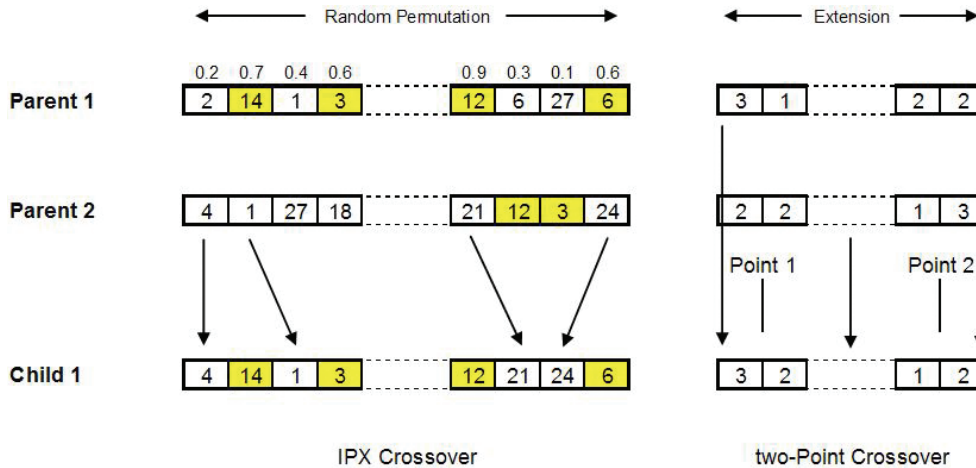 Random Permutation Extension
0.2 0.7 0.4 0.6 0.9 0.3 0.1 0.6
Parent 1 2 14 1 3 12 6 27 6 3 1 2 2
Parent 2 4 1 27 18 21 12 3 24 2 2 1 3
Point 1 Point 2
Child 1 4 14 1 3 12 21 24 6 3 2 1 2
IPX Crossover two-Point Crossover